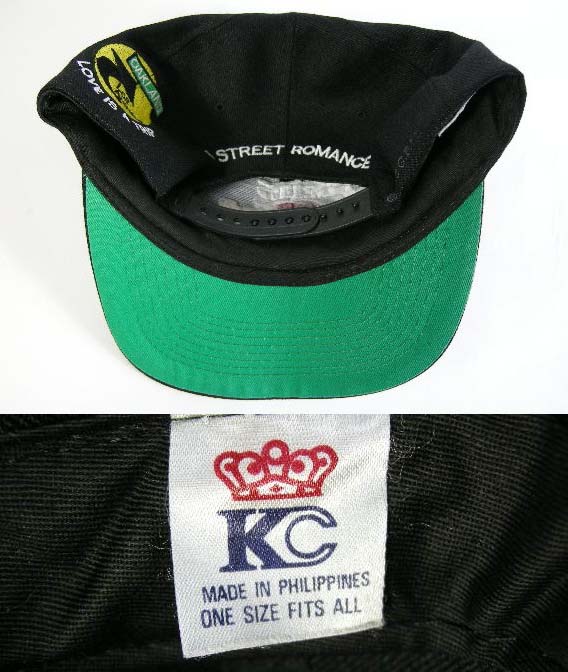 OAKLAND
LOVE IS A
STREET ROMANCE
KC
MADE IN PHILIPPINES
ONE SIZE FITS ALL